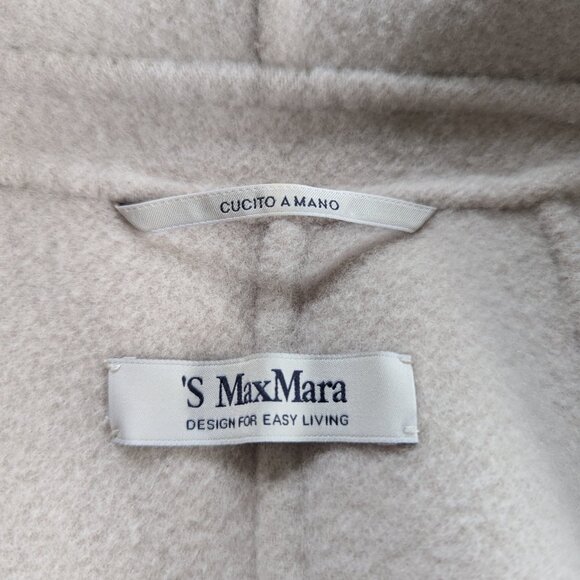 CUCITO A MANO
'S MaxMara
DESIGN FOR EASY LIVING